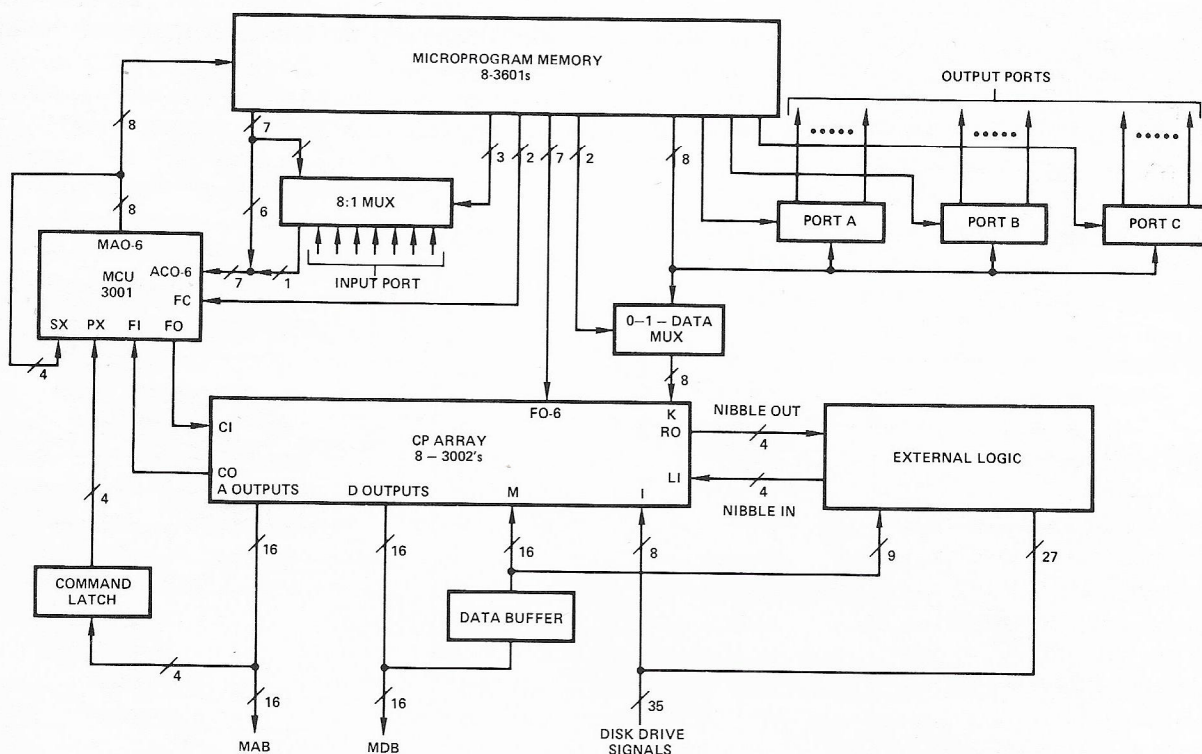 MICROPROGRAM MEMORY
8-3601s
OUTPUT PORTS
8
7
3
2
7
2
8
8:1 MUX
6
8
PORT A
PORT B
PORT C
MAO-6
MCU
3001
ACO-6
7
1
INPUT PORT
FC
SX
PX
FI
FO
0–1 – DATA
MUX
4
8
FO-6
K
RO
NIBBLE OUT
4
CI
CP ARRAY
8 – 3002's
EXTERNAL LOGIC
CO
LI
4
NIBBLE IN
A OUTPUTS
D OUTPUTS
M
I
4
16
16
16
8
9
27
COMMAND
LATCH
DATA BUFFER
4
16
16
35
MAB
MDB
DISK DRIVE
SIGNALS